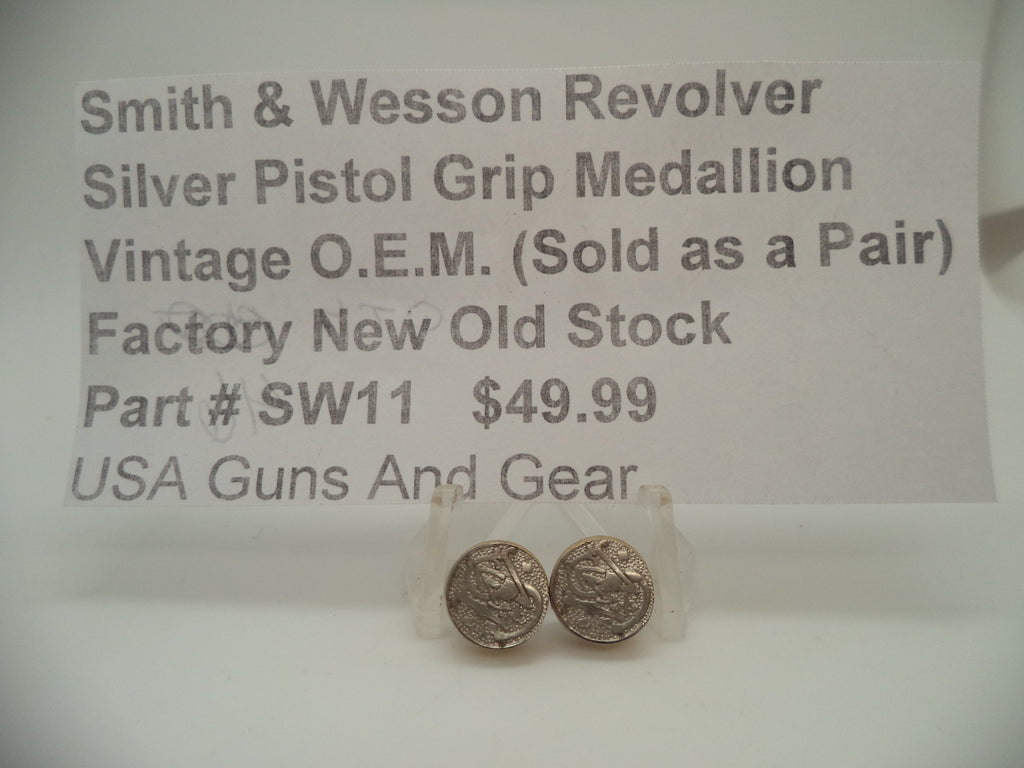 Smith & Wesson Revolver
Silver Pistol Grip Medallion
Vintage O.E.M. (Sold as a Pair)
Factory New Old Stock
Part # SW11 $49.99
USA Guns And Gear